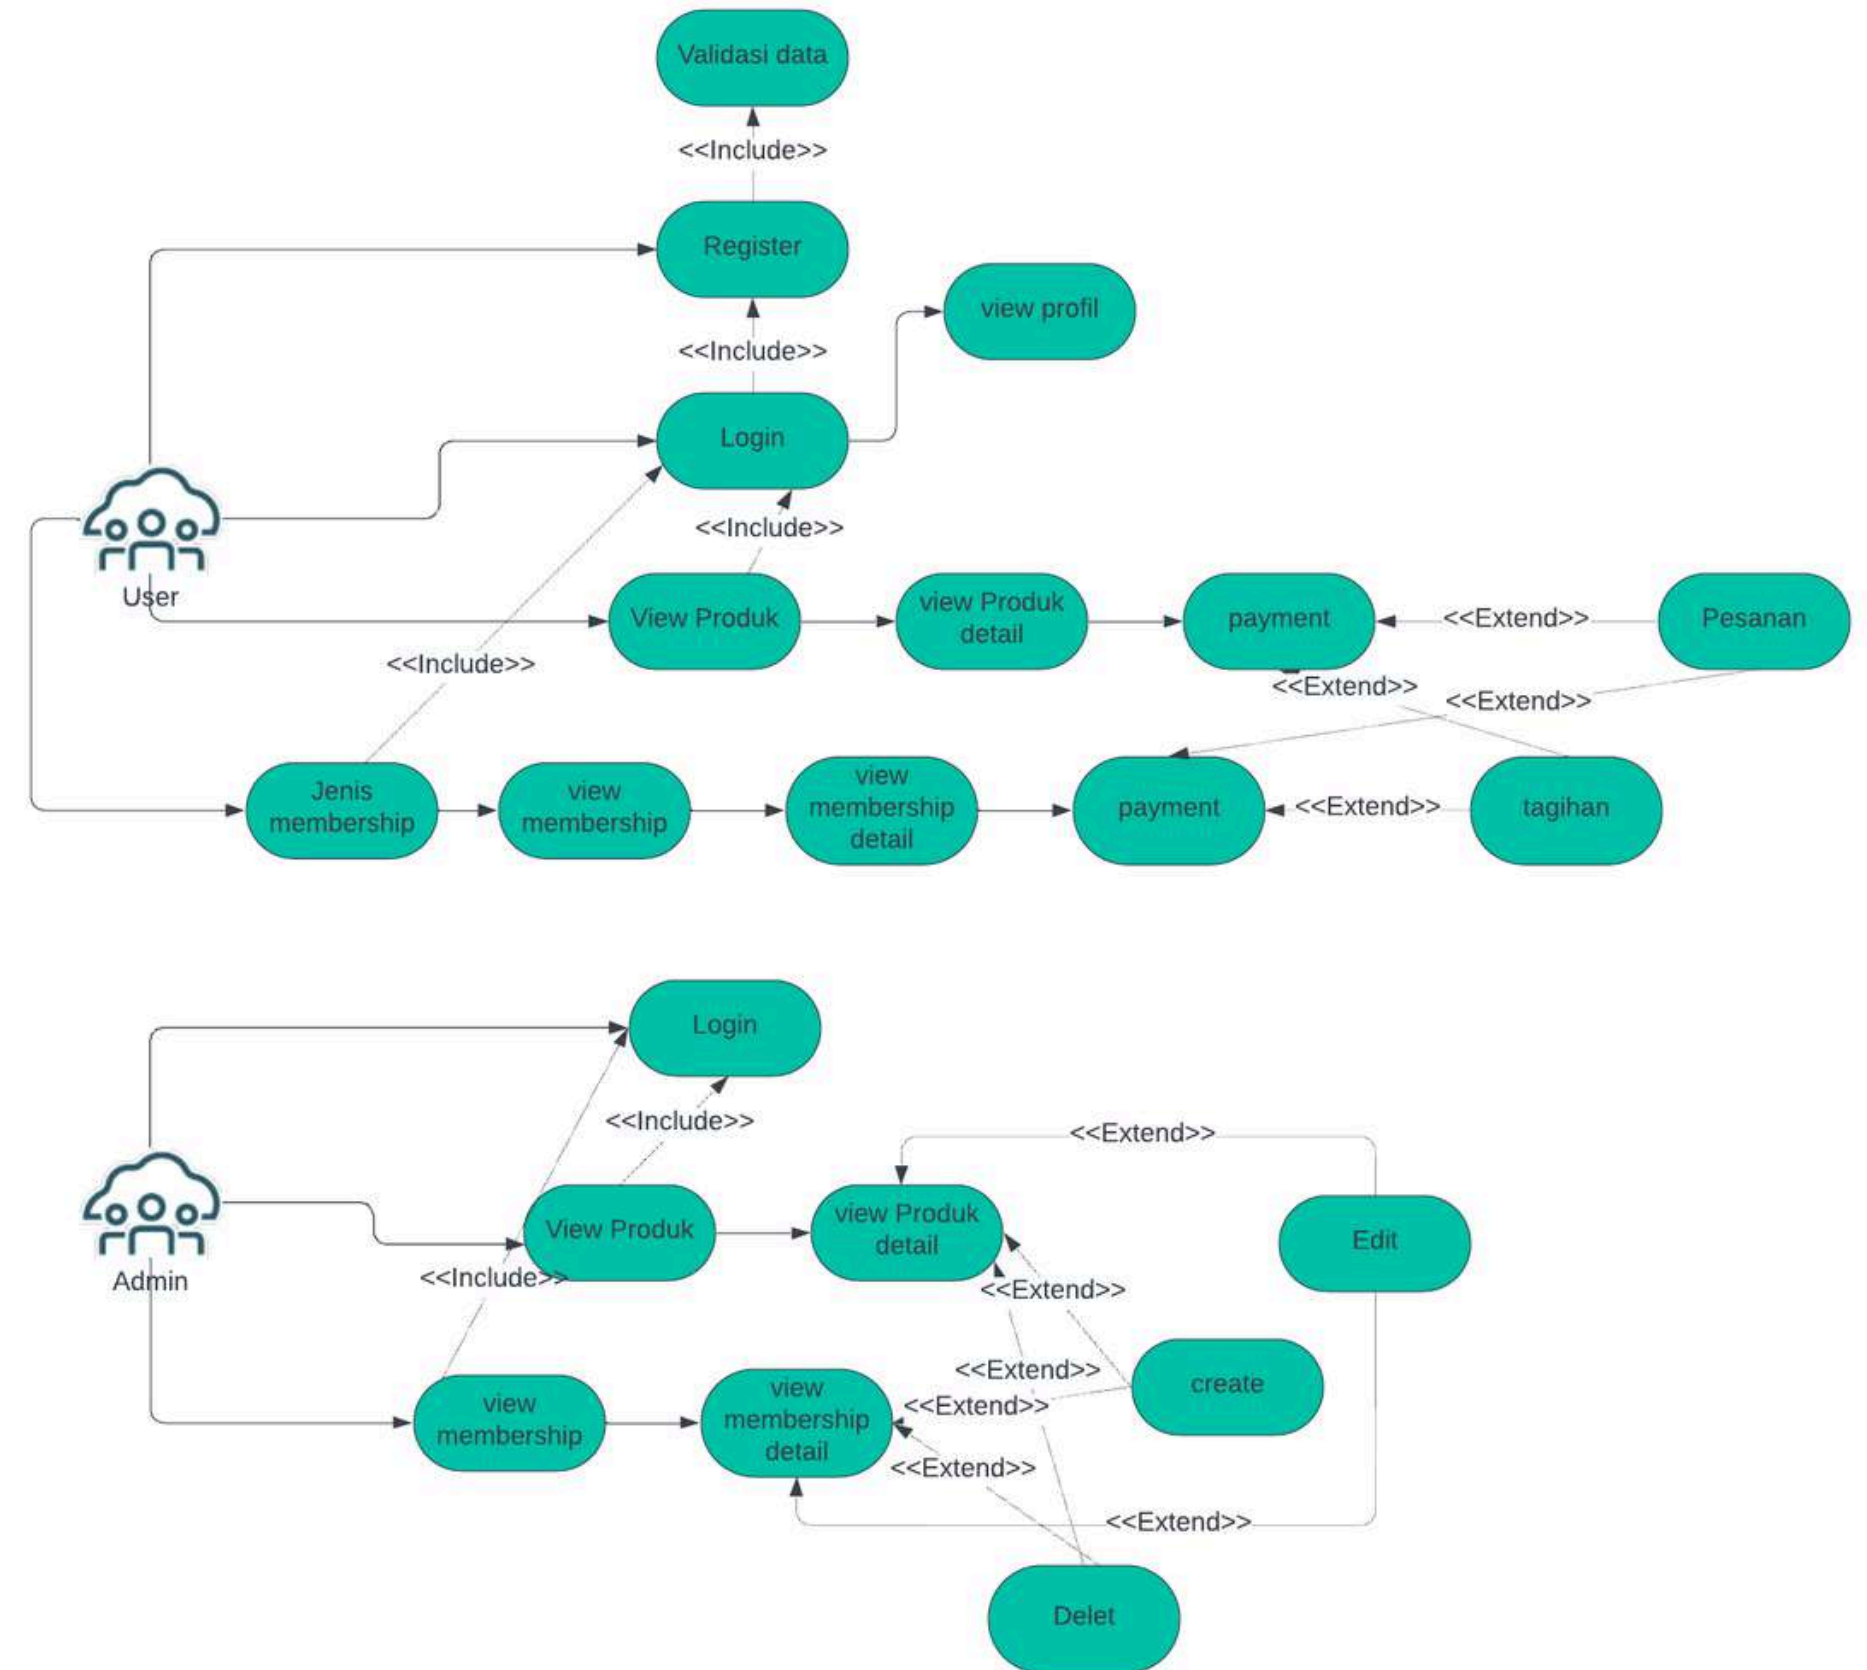 Validasi data
<<Include>>
Register
view profil
<<Include>>
Login
<<Include>>
User
View Produk
view Produk
detail
payment
<<Extend>>
Pesanan
<<Include>>
<<Extend>>
<<Extend>>
Jenis
membership
view
membership
view
membership
detail
payment
<<Extend>>
tagihan
Login
<<Include>>
<<Extend>>
View Produk
view Produk
detail
Edit
Admin
<<Include>>
<<Extend>>
<<Extend>>
create
<<Extend>>
view
membership
view
membership
detail
<<Extend>>
<<Extend>>
Delet